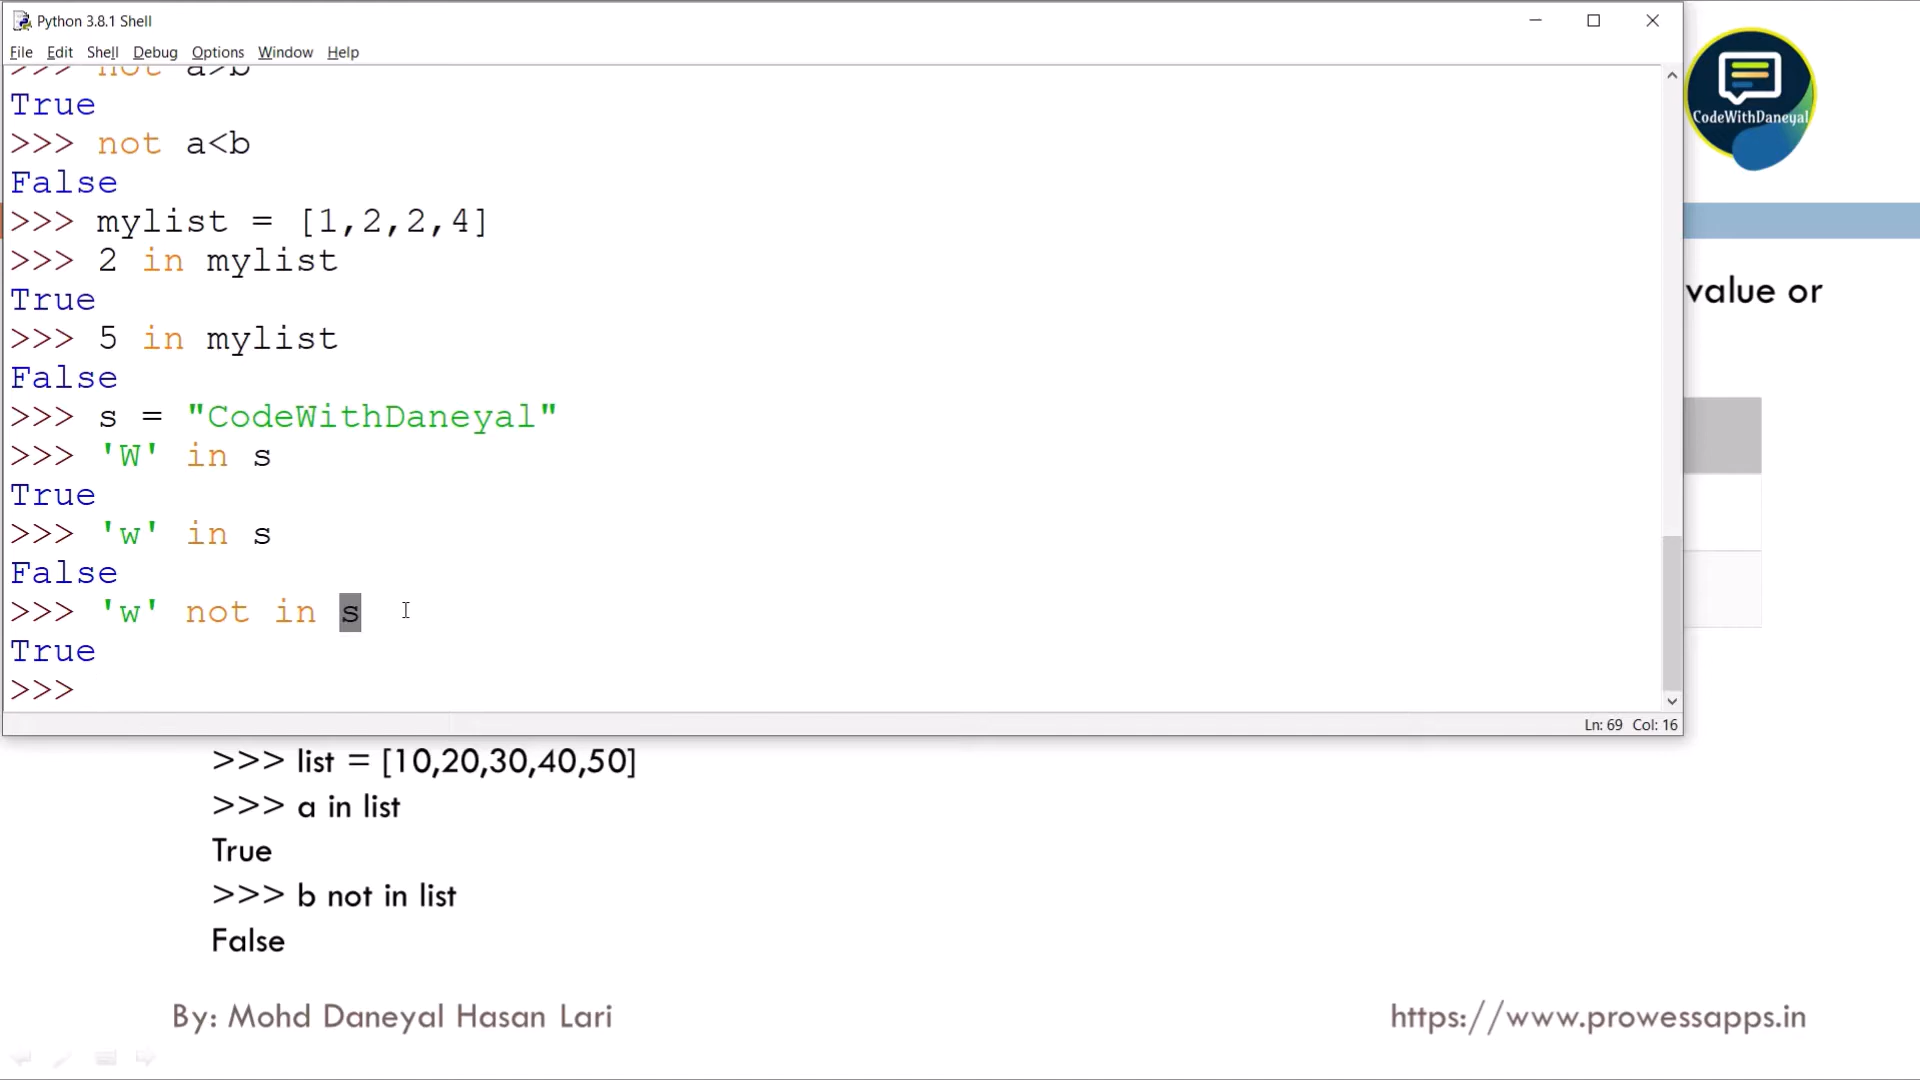 Python 3.8.1 Shell
File Edit Shell Debug Options Window Help
>>> not a>b
True
>>> not a<b
False
>>> mylist = [1,2,2,4]
>>> 2 in mylist
True
>>> 5 in mylist
False
>>> s = "CodeWithDaneyal"
>>> 'W' in s
True
>>> 'w' in s
False
>>> 'w' not in s
True
>>>
Ln: 69 Col: 16
CodeWithDaneyal
value or
>>> list = [10,20,30,40,50]
>>> a in list
True
>>> b not in list
False
By: Mohd Daneyal Hasan Lari
https://www.prowessapps.in